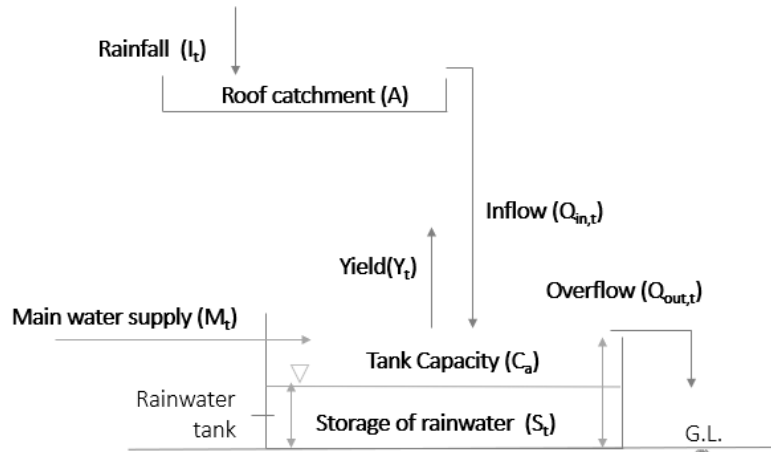 Rainfall (Iₜ)
Roof catchment (A)
Inflow (Qᵢₙ,ₜ)
Yield(Yₜ)
Overflow (Qₒᵤₜ,ₜ)
Main water supply (Mₜ)
Tank Capacity (Cₐ)
Rainwater
tank
Storage of rainwater (Sₜ)
G.L.